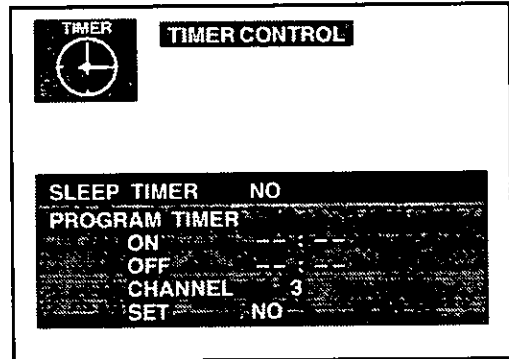 TIMER
TIMER CONTROL
SLEEP TIMER NO
PROGRAM TIMER
ON -- : --
OFF -- : --
CHANNEL 3
SET NO